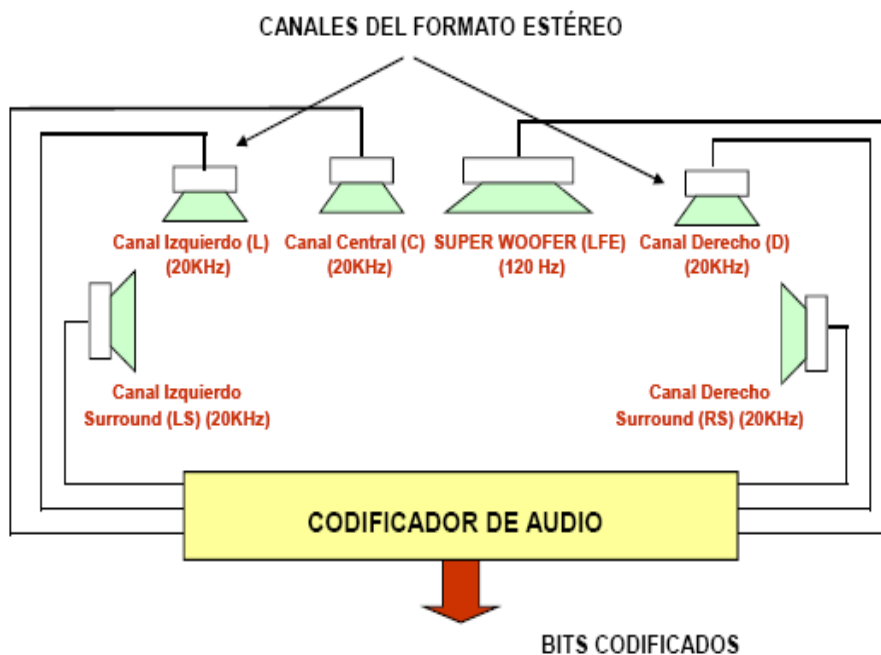 CANALES DEL FORMATO ESTÉREO
Canal Izquierdo (L)
(20KHz)
Canal Central (C)
(20KHz)
SUPER WOOFER (LFE)
(120 Hz)
Canal Derecho (D)
(20KHz)
Canal Izquierdo
Surround (LS) (20KHz)
Canal Derecho
Surround (RS) (20KHz)
CODIFICADOR DE AUDIO
BITS CODIFICADOS